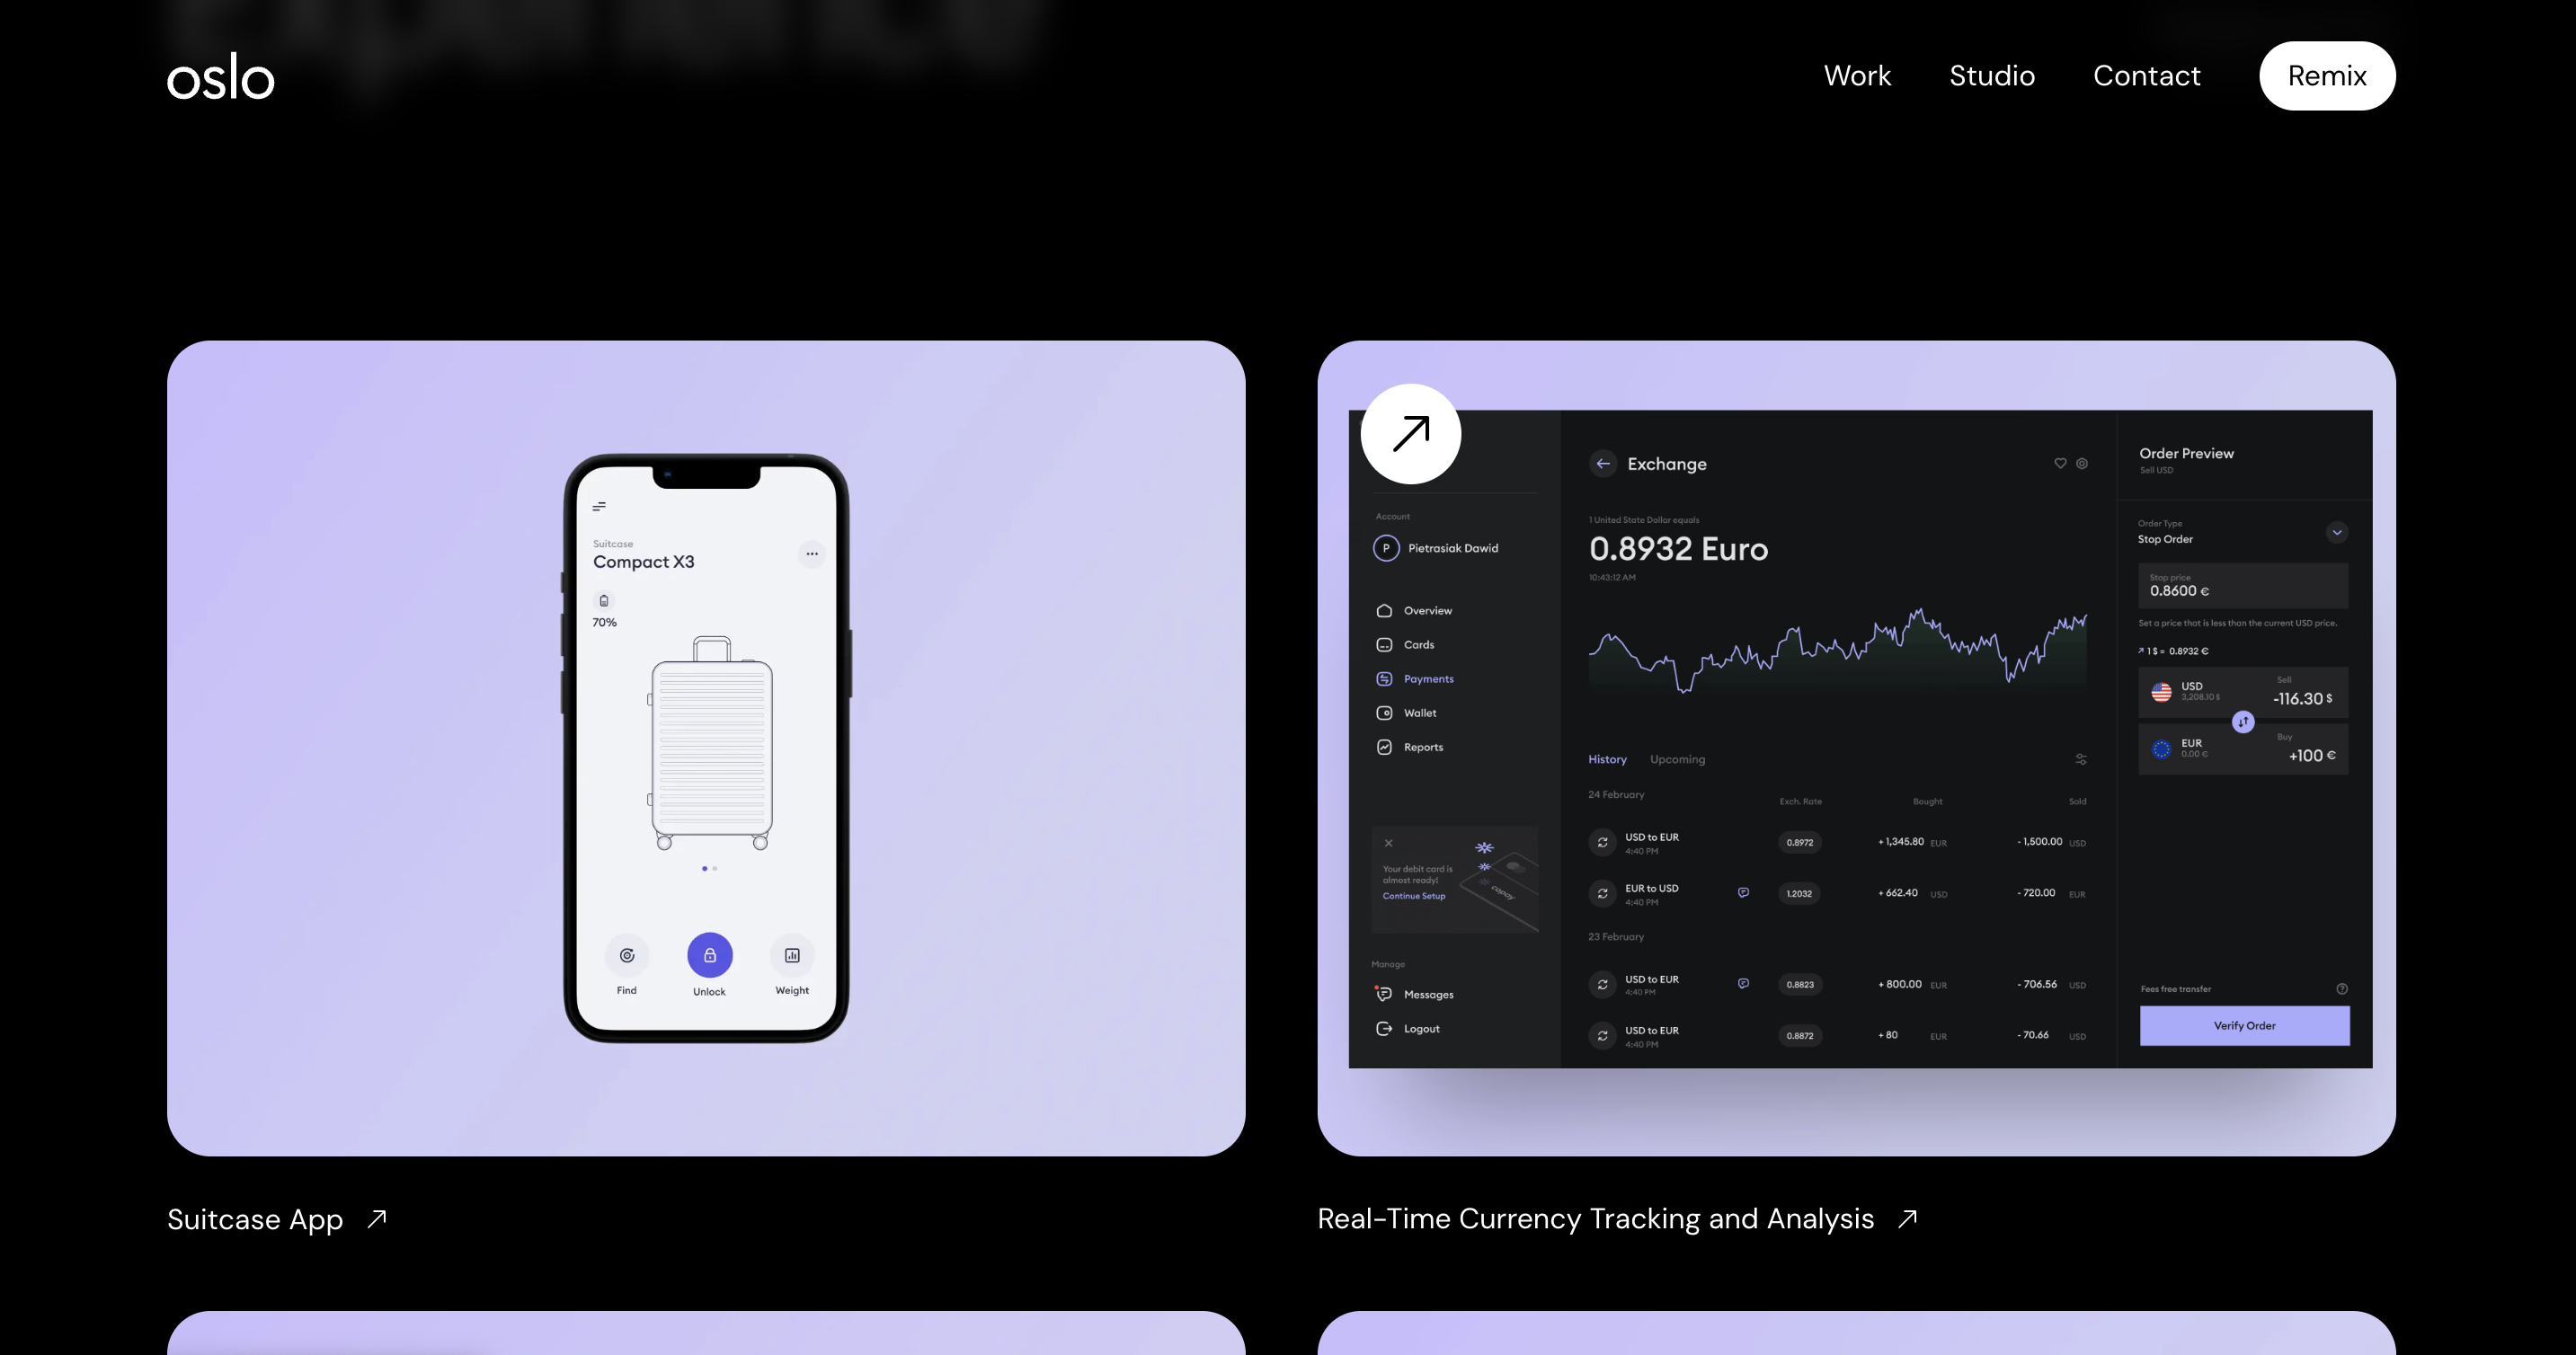 oslo
Work
Studio
Contact
Remix
Suitcase
Compact X3
70%
Find
Unlock
Weight
Account
P
Pietrasiak Dawid
Overview
Cards
Payments
Wallet
Reports
Your debit card is
almost ready!
Continue Setup
copay
Manage
Messages
Logout
Exchange
1 United State Dollar equals
0.8932 Euro
10:43:12 AM
History
Upcoming
24 February
Exch. Rate
Bought
Sold
USD to EUR
4:40 PM
0.8972
+ 1,345.80 EUR
- 1,500.00 USD
EUR to USD
4:40 PM
1.2032
+ 662.40 USD
- 720.00 EUR
23 February
USD to EUR
4:40 PM
0.8823
+ 800.00 EUR
- 706.56 USD
USD to EUR
4:40 PM
0.8872
+ 80 EUR
- 70.66 USD
Order Preview
Sell USD
Order Type
Stop Order
Stop price
0.8600 €
Set a price that is less than the current USD price.
1 $ = 0.8932 €
USD
3,208.10 $
Sell
-116.30 $
EUR
0.00 €
Buy
+100 €
Fees free transfer
Verify Order
Suitcase App
Real-Time Currency Tracking and Analysis